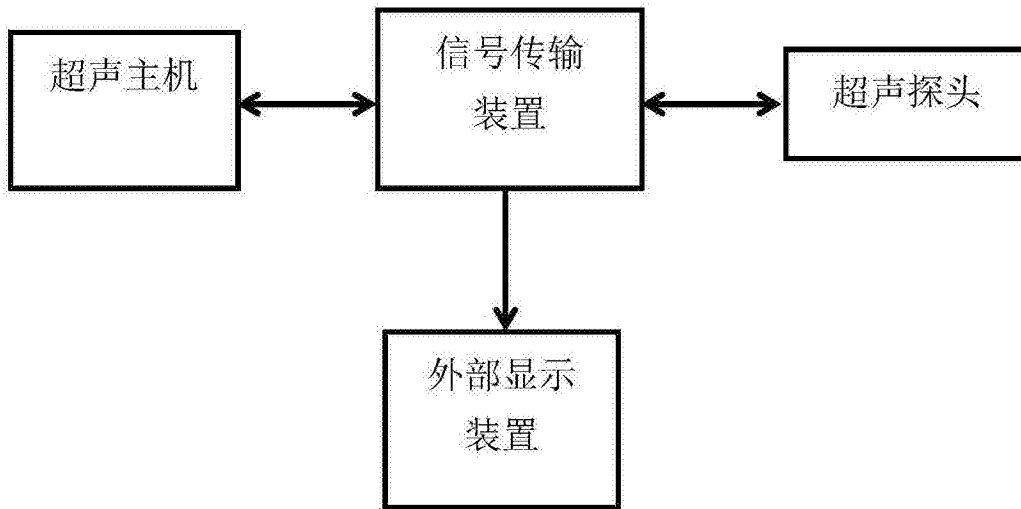 超声主机
信号传输
装置
超声探头
外部显示
装置